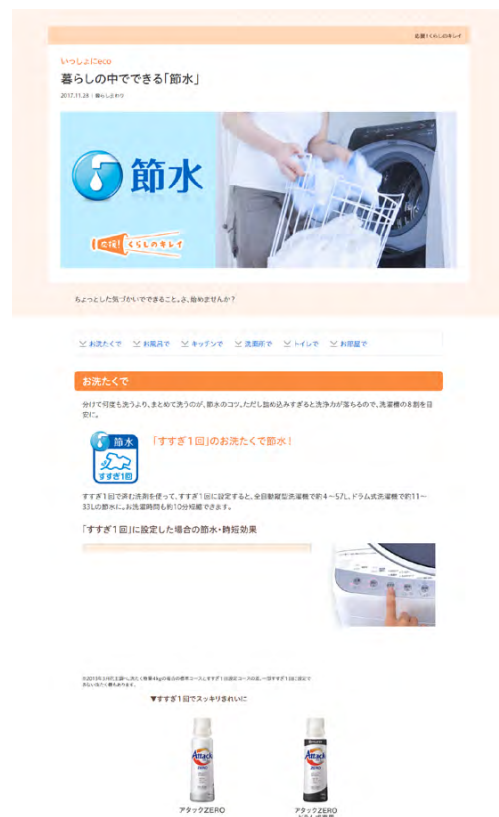 応援!くらしのキレイ
いっしょにeco
暮らしの中でできる「節水」
2017.11.28 | 暮らしまわり
節水
応援! くらしのキレイ
ちょっとした気づかいでできること。さ、始めませんか?
お洗たくで お風呂で キッチンで 洗面所で トイレで お部屋で
お洗たくで
分けて何度も洗うより、まとめて洗うのが、節水のコツ。ただし詰め込みすぎると洗浄力が落ちるので、洗濯機の8割を目
安に。
節水
すすぎ1回
「すすぎ1回」のお洗たくで節水!
すすぎ1回で済む洗剤を使って、すすぎ1回に設定すると、全自動縦型洗濯機で約4~57L、ドラム式洗濯機で約11~
33Lの節水に。お洗濯時間も約10分短縮できます。
「すすぎ1回」に設定した場合の節水・時短効果
▼すすぎ1回でスッキリきれいに
Attack
ZERO
Attack
ZERO
アタックZERO
アタックZERO